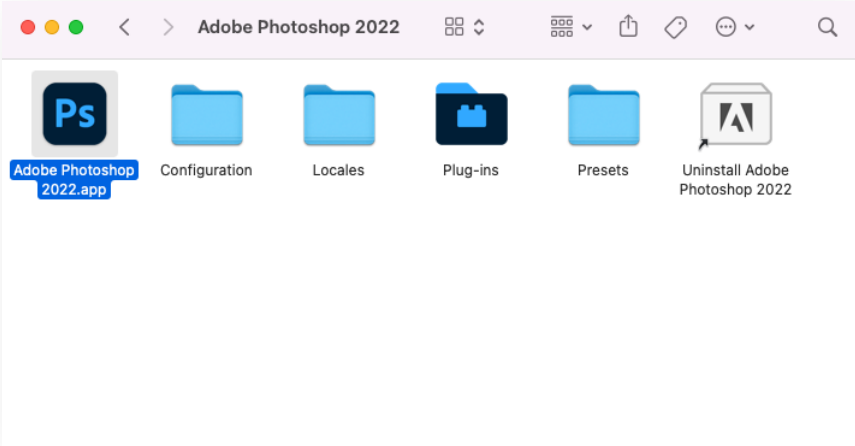 Adobe Photoshop 2022
Ps
Adobe Photoshop
2022.app
Configuration
Locales
Plug-ins
Presets
Uninstall Adobe
Photoshop 2022